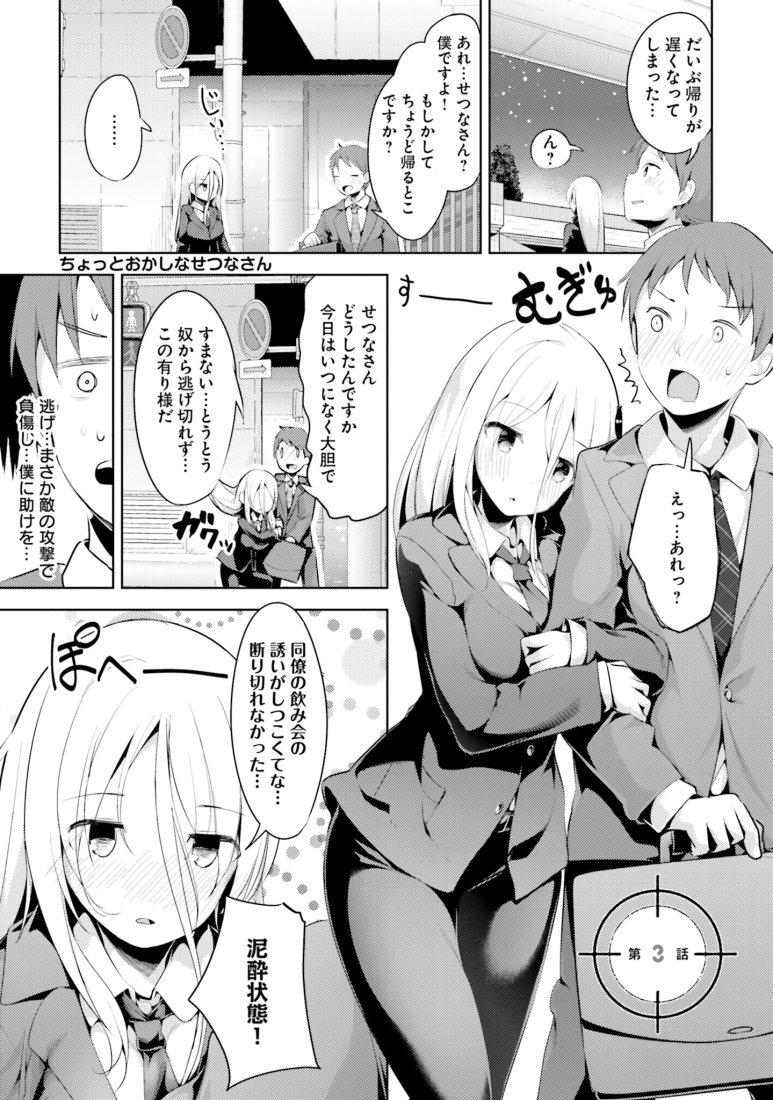 だいぶ帰りが
遅くなって
しまった…
ん?
あれ…せつなさん?
僕ですよ!
もしかして
ちょうど帰るとこ
ですか?
じぃ
……
ちょっとおかしなせつなさん
すーー
むぎゅ
えっ…あれっ?
第3話
せつなさん
どうしたんですか
今日はいつになく大胆で
すまない…とうとう
奴から逃げ切れず…
この有り様だ
ガクッ
逃げ…まさか敵の攻撃で
負傷し…僕に助けを…
同僚の飲み会の
誘いがしつこくてな…
断り切れなかった…
ぽへーー
泥酔状態!